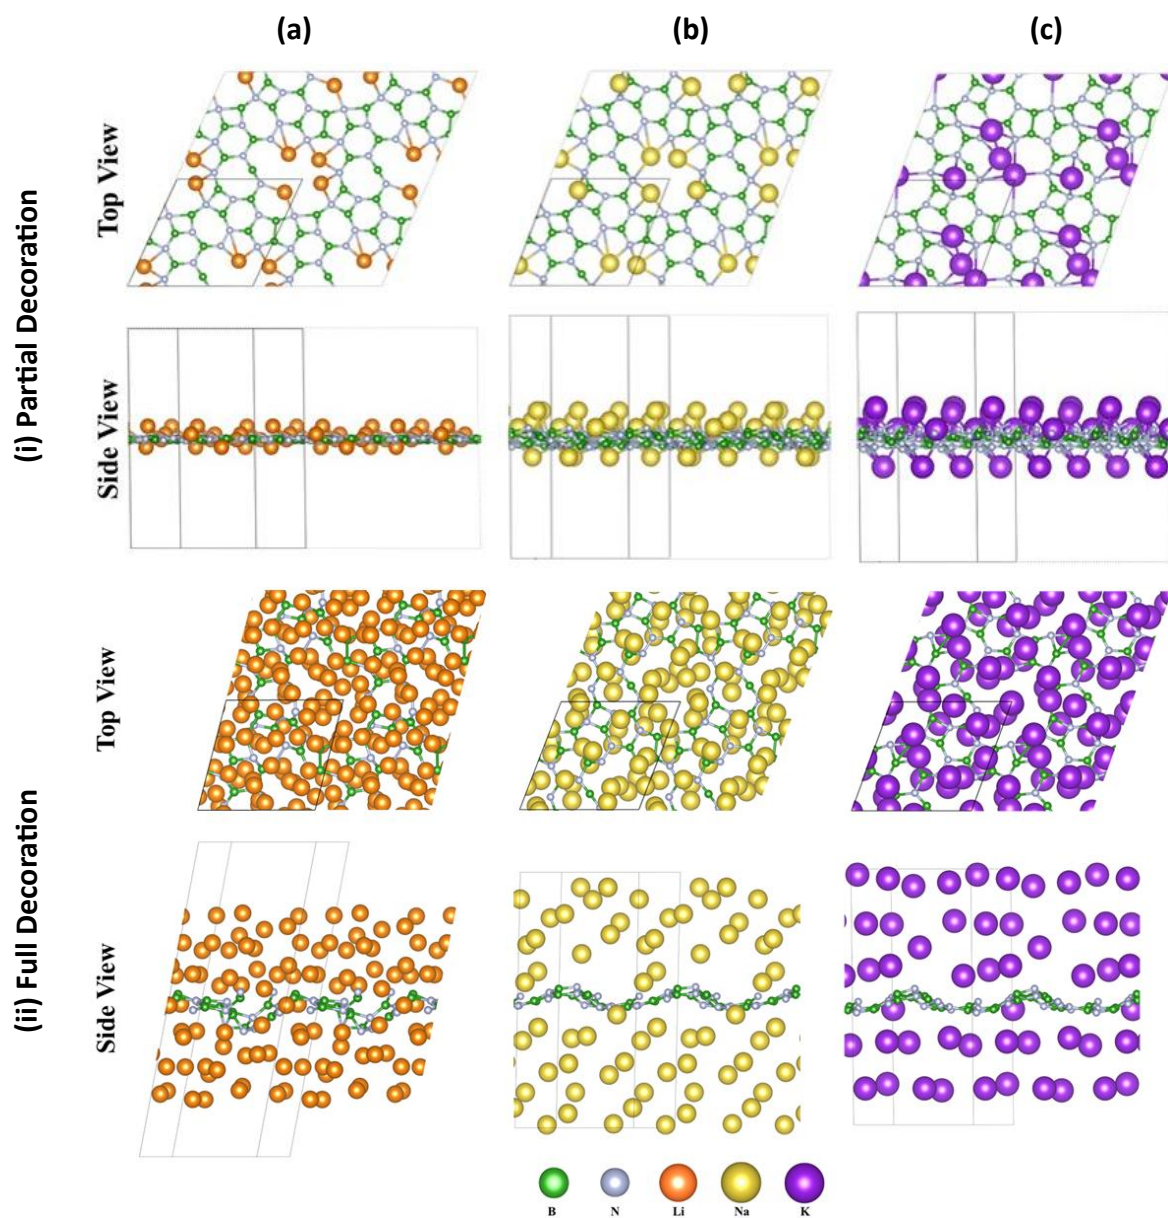 (a) (b) (c)
(i) Partial Decoration
Top View
Side View
(ii) Full Decoration
Top View
Side View
B N Li Na K